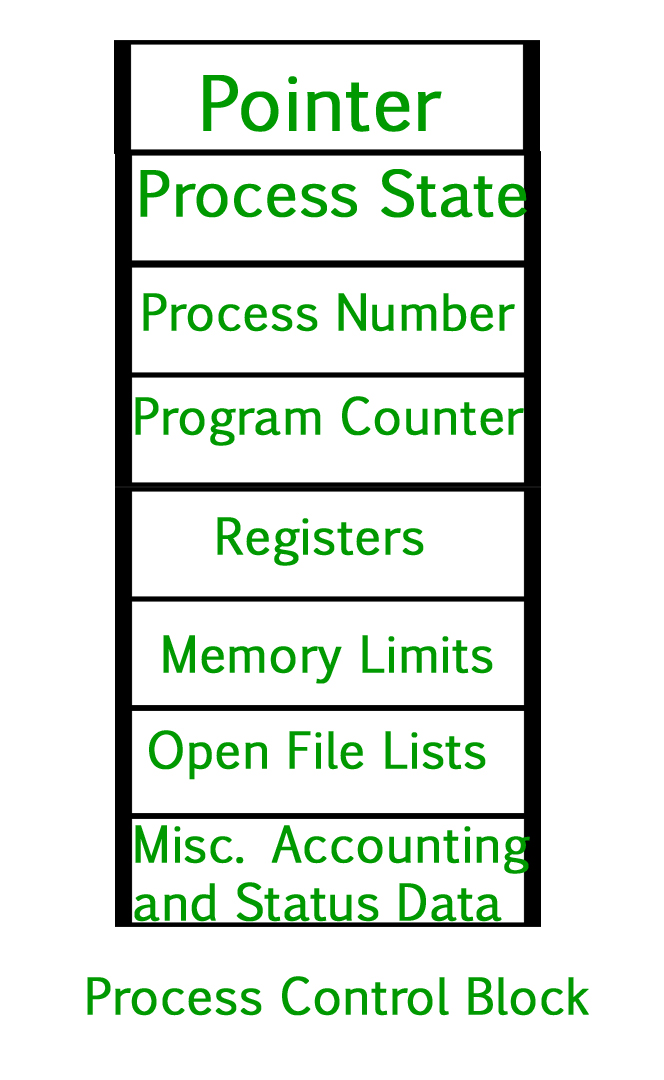 Pointer
Process State
Process Number
Program Counter
Registers
Memory Limits
Open File Lists
Misc. Accounting
and Status Data
Process Control Block